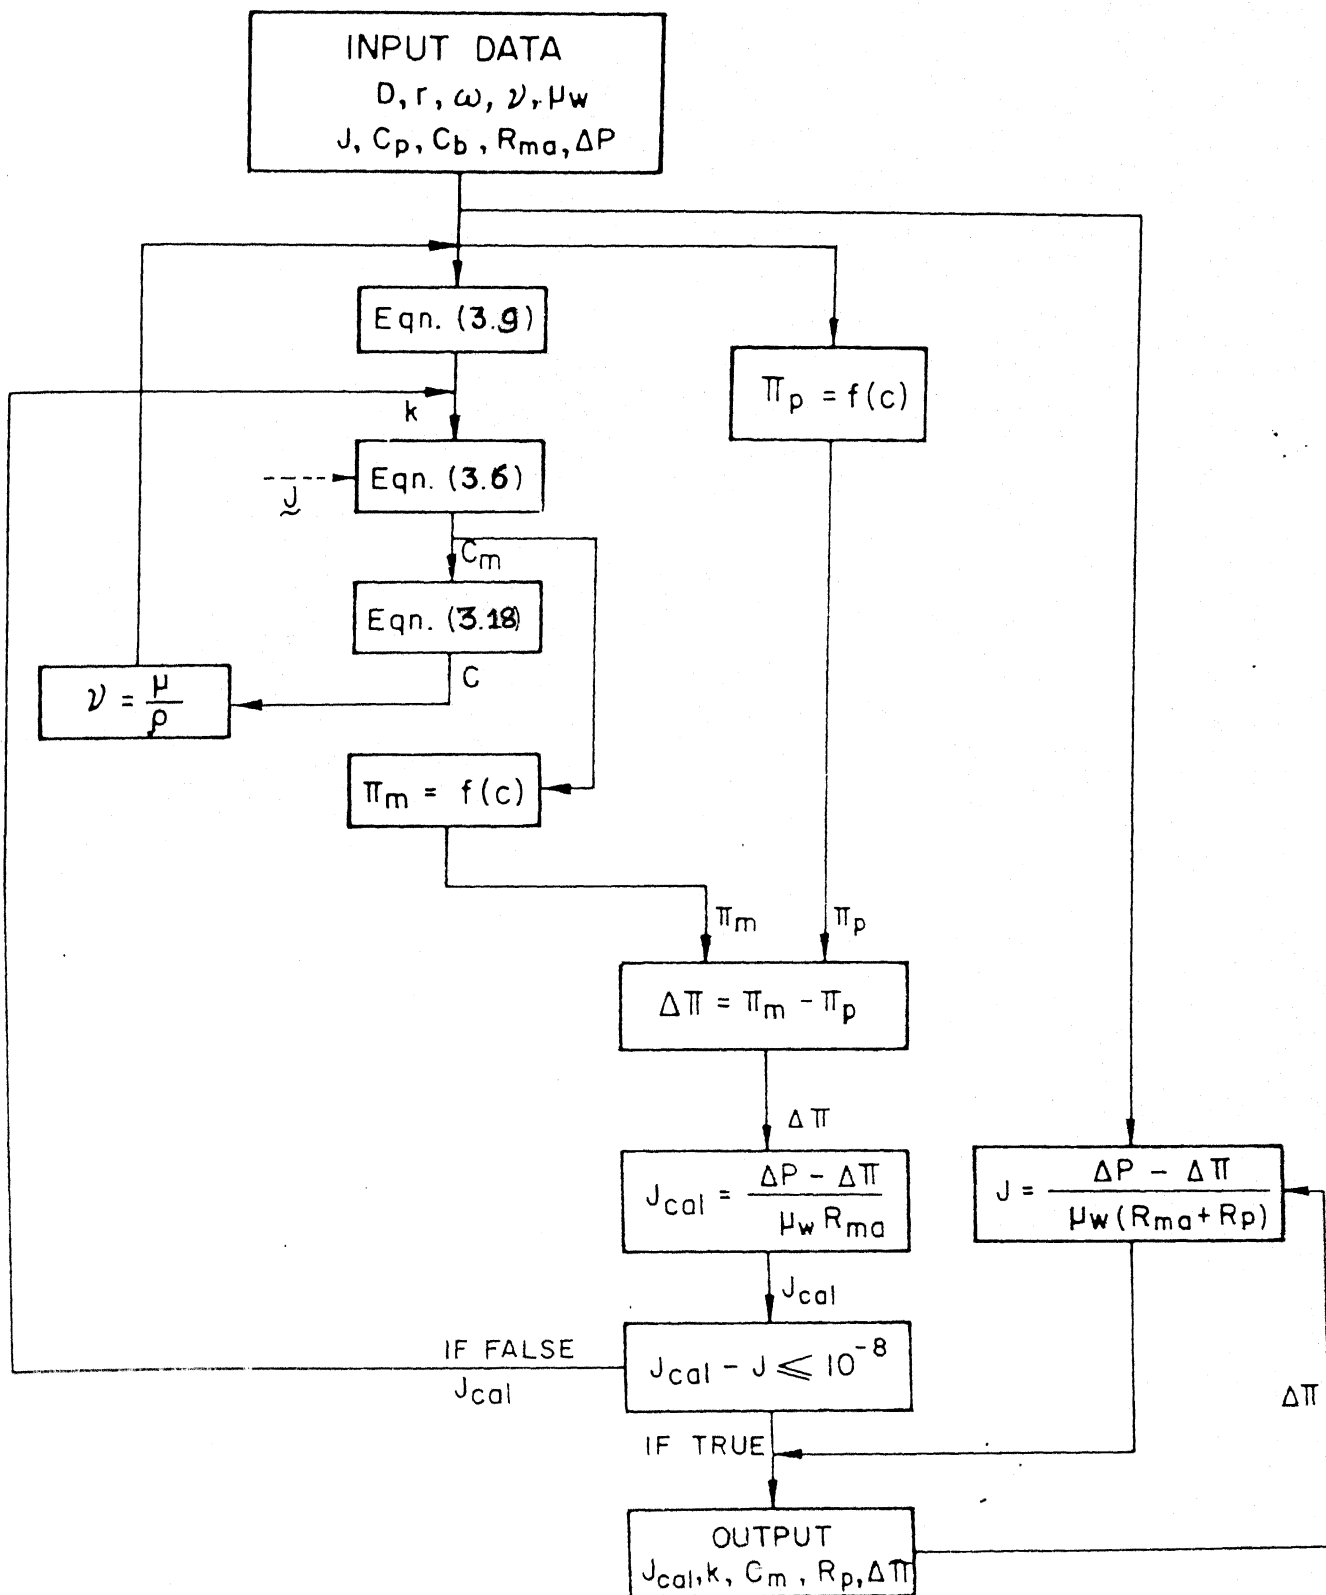 INPUT DATA
D, r, ω, ν, μw
J, Cp, Cb, Rma, ΔP
Eqn. (3.9)
πp = f(c)
k
Eqn. (3.6)
J
Cm
Eqn. (3.18)
C
ν = μ/ρ
πm = f(c)
πm
πp
Δπ = πm - πp
Δπ
Jcal = ΔP - Δπ / μw Rma
J = ΔP - Δπ / μw (Rma + Rp)
Jcal
IF FALSE
Jcal
Jcal - J ⩽ 10⁻⁸
Δπ
IF TRUE
OUTPUT
Jcal, k, Cm, Rp, Δπ